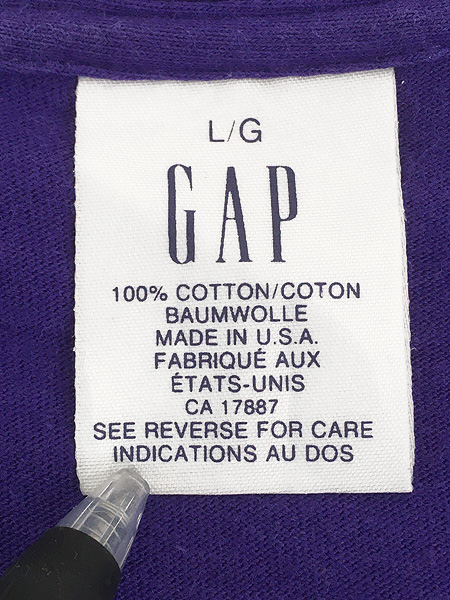 L/G
GAP
100% COTTON/COTON
BAUMWOLLE
MADE IN U.S.A.
FABRIQUÉ AUX
ÉTATS-UNIS
CA 17887
SEE REVERSE FOR CARE
INDICATIONS AU DOS